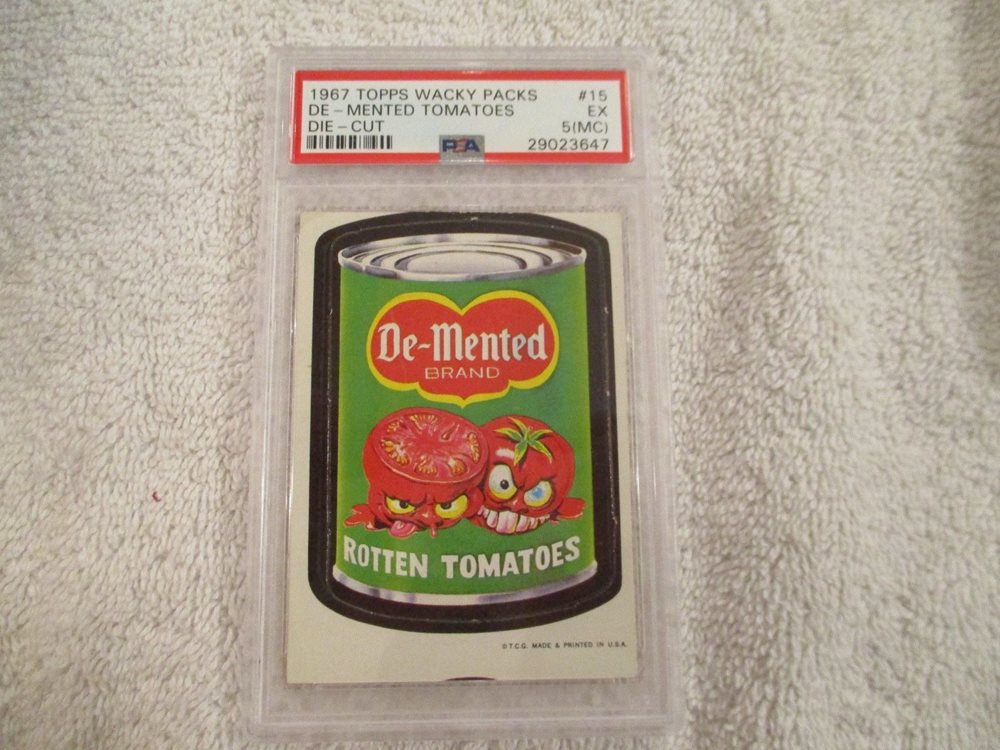 1967 TOPPS WACKY PACKS #15
DE-MENTED TOMATOES EX
DIE-CUT 5(MC)
PSA 29023647
De-Mented
BRAND
ROTTEN TOMATOES
©T.C.G. MADE & PRINTED IN U.S.A.